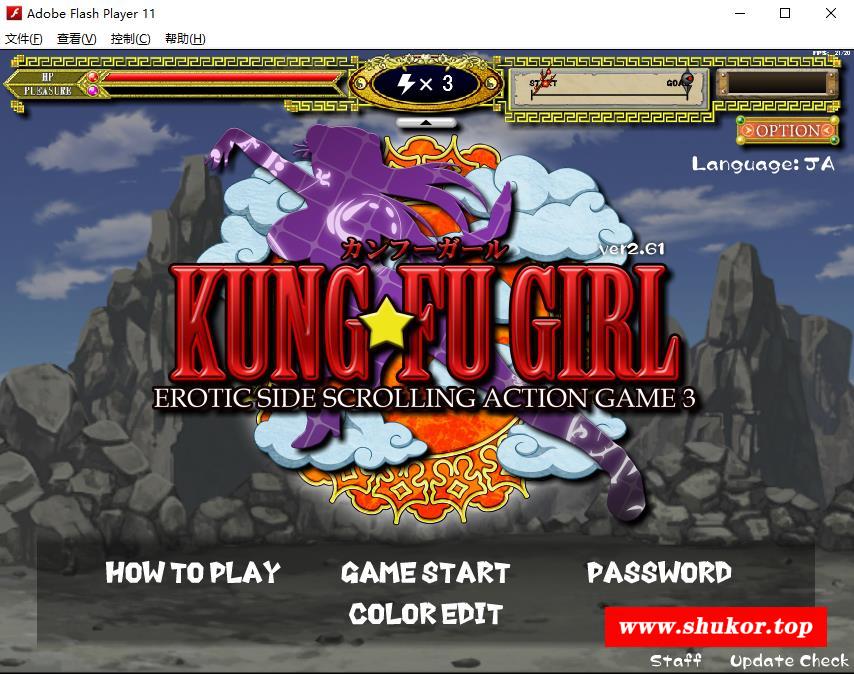 Adobe Flash Player 11
文件(F) 查看(V) 控制(C) 帮助(H)
FPS: 21/20
HP
PLEASURE
× 3
START
GOAL
OPTION
Language: JA
カンフーガール
ver2.61
KUNG★FU GIRL
EROTIC SIDE SCROLLING ACTION GAME 3
HOW TO PLAY
GAME START
PASSWORD
COLOR EDIT
www.shukor.top
Staff
Update Check